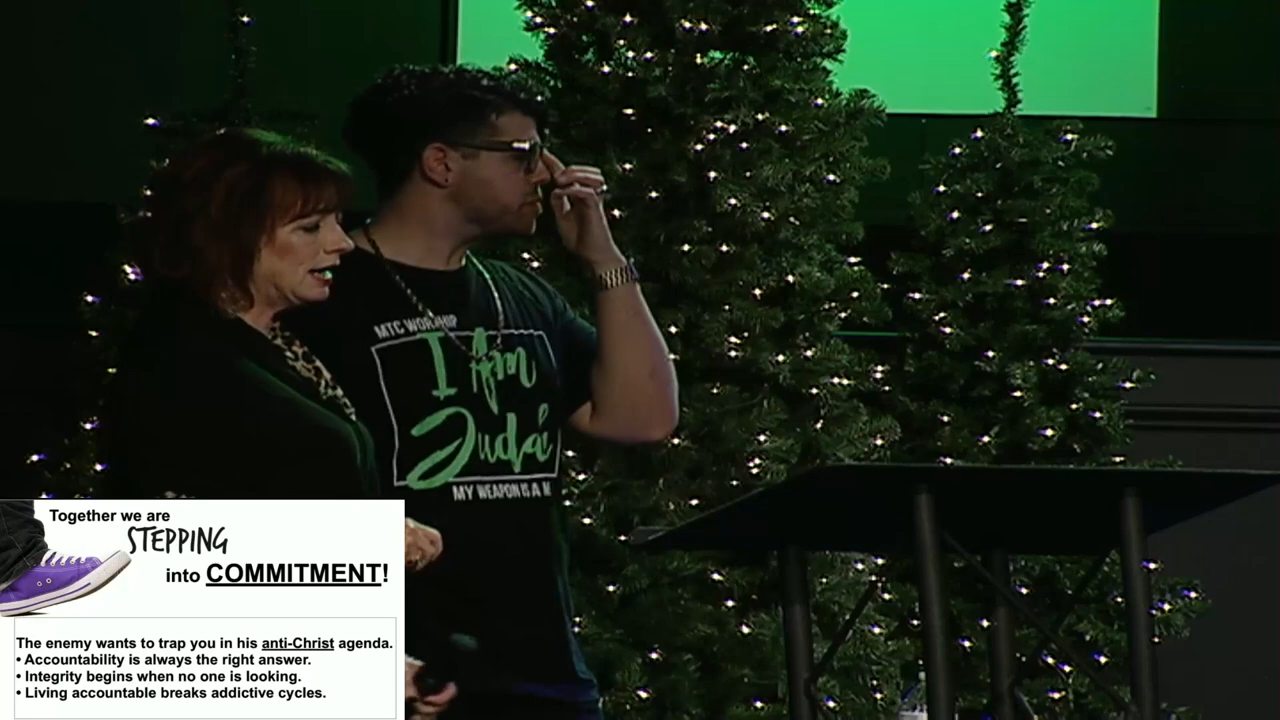 MTC WORSHIP
I Am
Judah
MY WEAPON IS A
Together we are
STEPPING
into COMMITMENT!
The enemy wants to trap you in his anti-Christ agenda.
• Accountability is always the right answer.
• Integrity begins when no one is looking.
• Living accountable breaks addictive cycles.